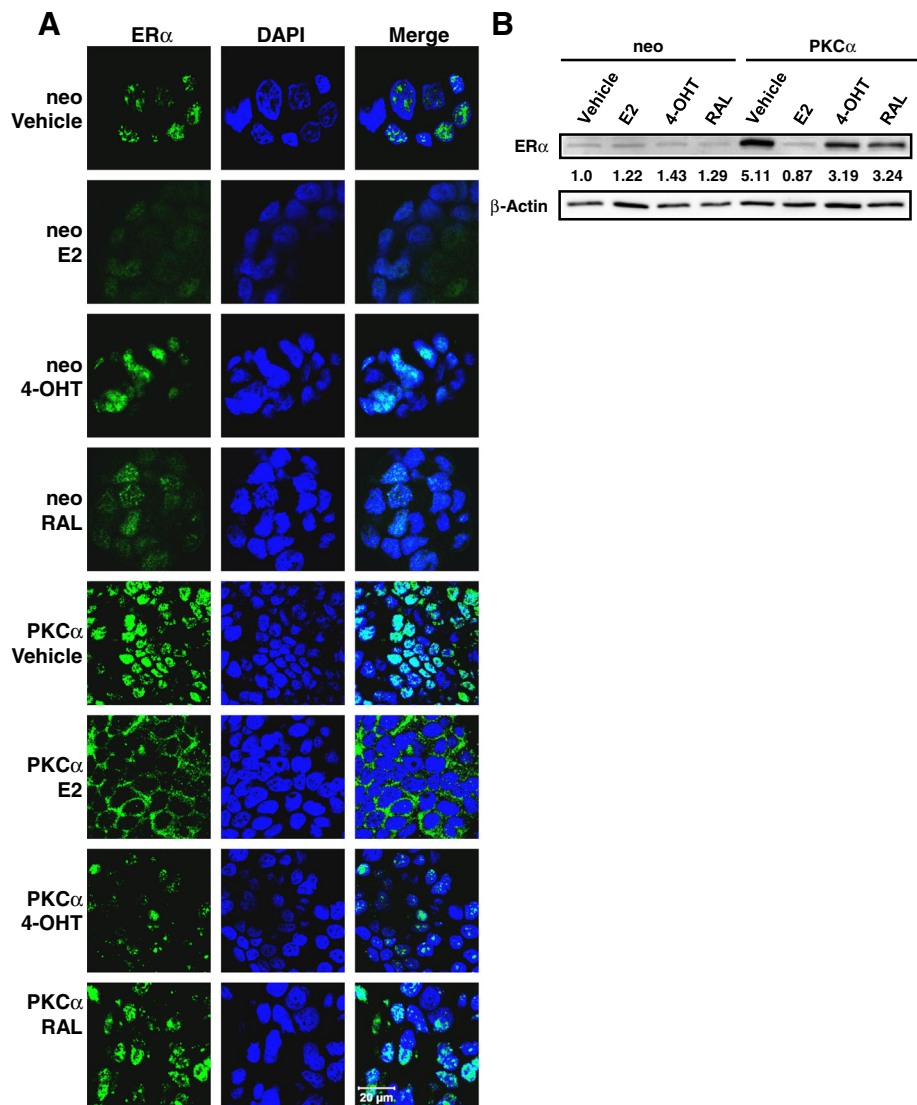 A
ERα DAPI Merge
neo
Vehicle
neo
E2
neo
4-OHT
neo
RAL
PKCα
Vehicle
PKCα
E2
PKCα
4-OHT
PKCα
RAL
20 µm
B
neo PKCα
Vehicle E2 4-OHT RAL Vehicle E2 4-OHT RAL
ERα
1.0 1.22 1.43 1.29 5.11 0.87 3.19 3.24
β-Actin